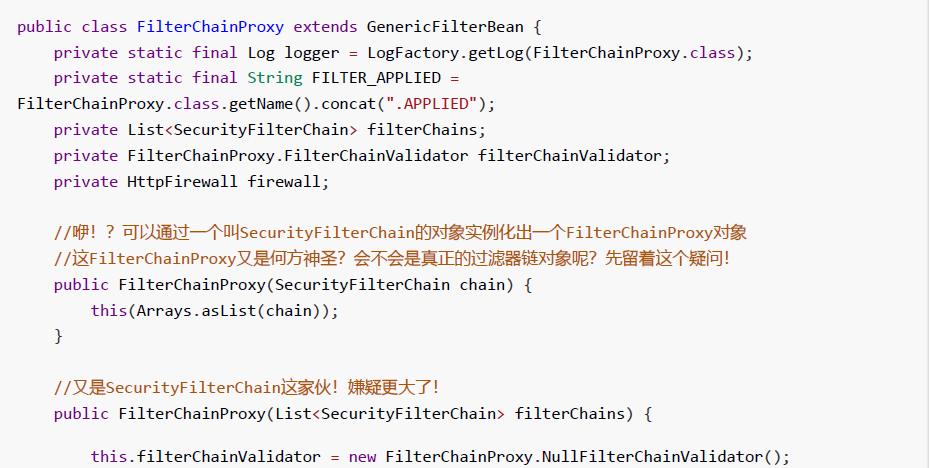 public class FilterChainProxy extends GenericFilterBean {
    private static final Log logger = LogFactory.getLog(FilterChainProxy.class);
    private static final String FILTER_APPLIED =
FilterChainProxy.class.getName().concat(".APPLIED");
    private List<SecurityFilterChain> filterChains;
    private FilterChainProxy.FilterChainValidator filterChainValidator;
    private HttpFirewall firewall;

    //咿！？可以通过一个叫SecurityFilterChain的对象实例化出一个FilterChainProxy对象
    //这FilterChainProxy又是何方神圣？会不会是真正的过滤器链对象呢？先留着这个疑问！
    public FilterChainProxy(SecurityFilterChain chain) {
        this(Arrays.asList(chain));
    }

    //又是SecurityFilterChain这家伙！嫌疑更大了！
    public FilterChainProxy(List<SecurityFilterChain> filterChains) {

        this.filterChainValidator = new FilterChainProxy.NullFilterChainValidator();